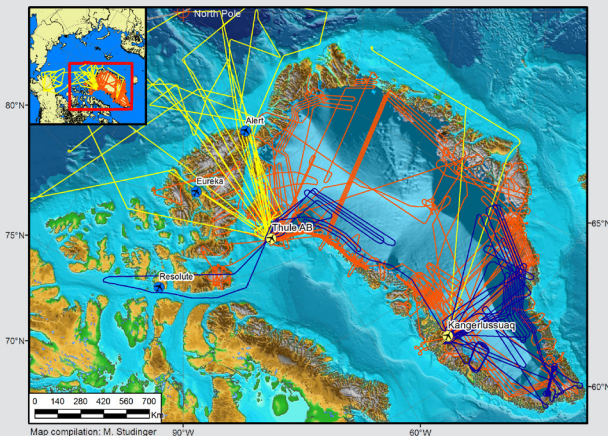 North Pole
80°N
Alert
Eureka
75°N
Thule AB
65°N
Resolute
Kangerlussuaq
70°N
60°N
0 140 280 420 560 700
Km
90°W
60°W
Map compilation: M. Studinger